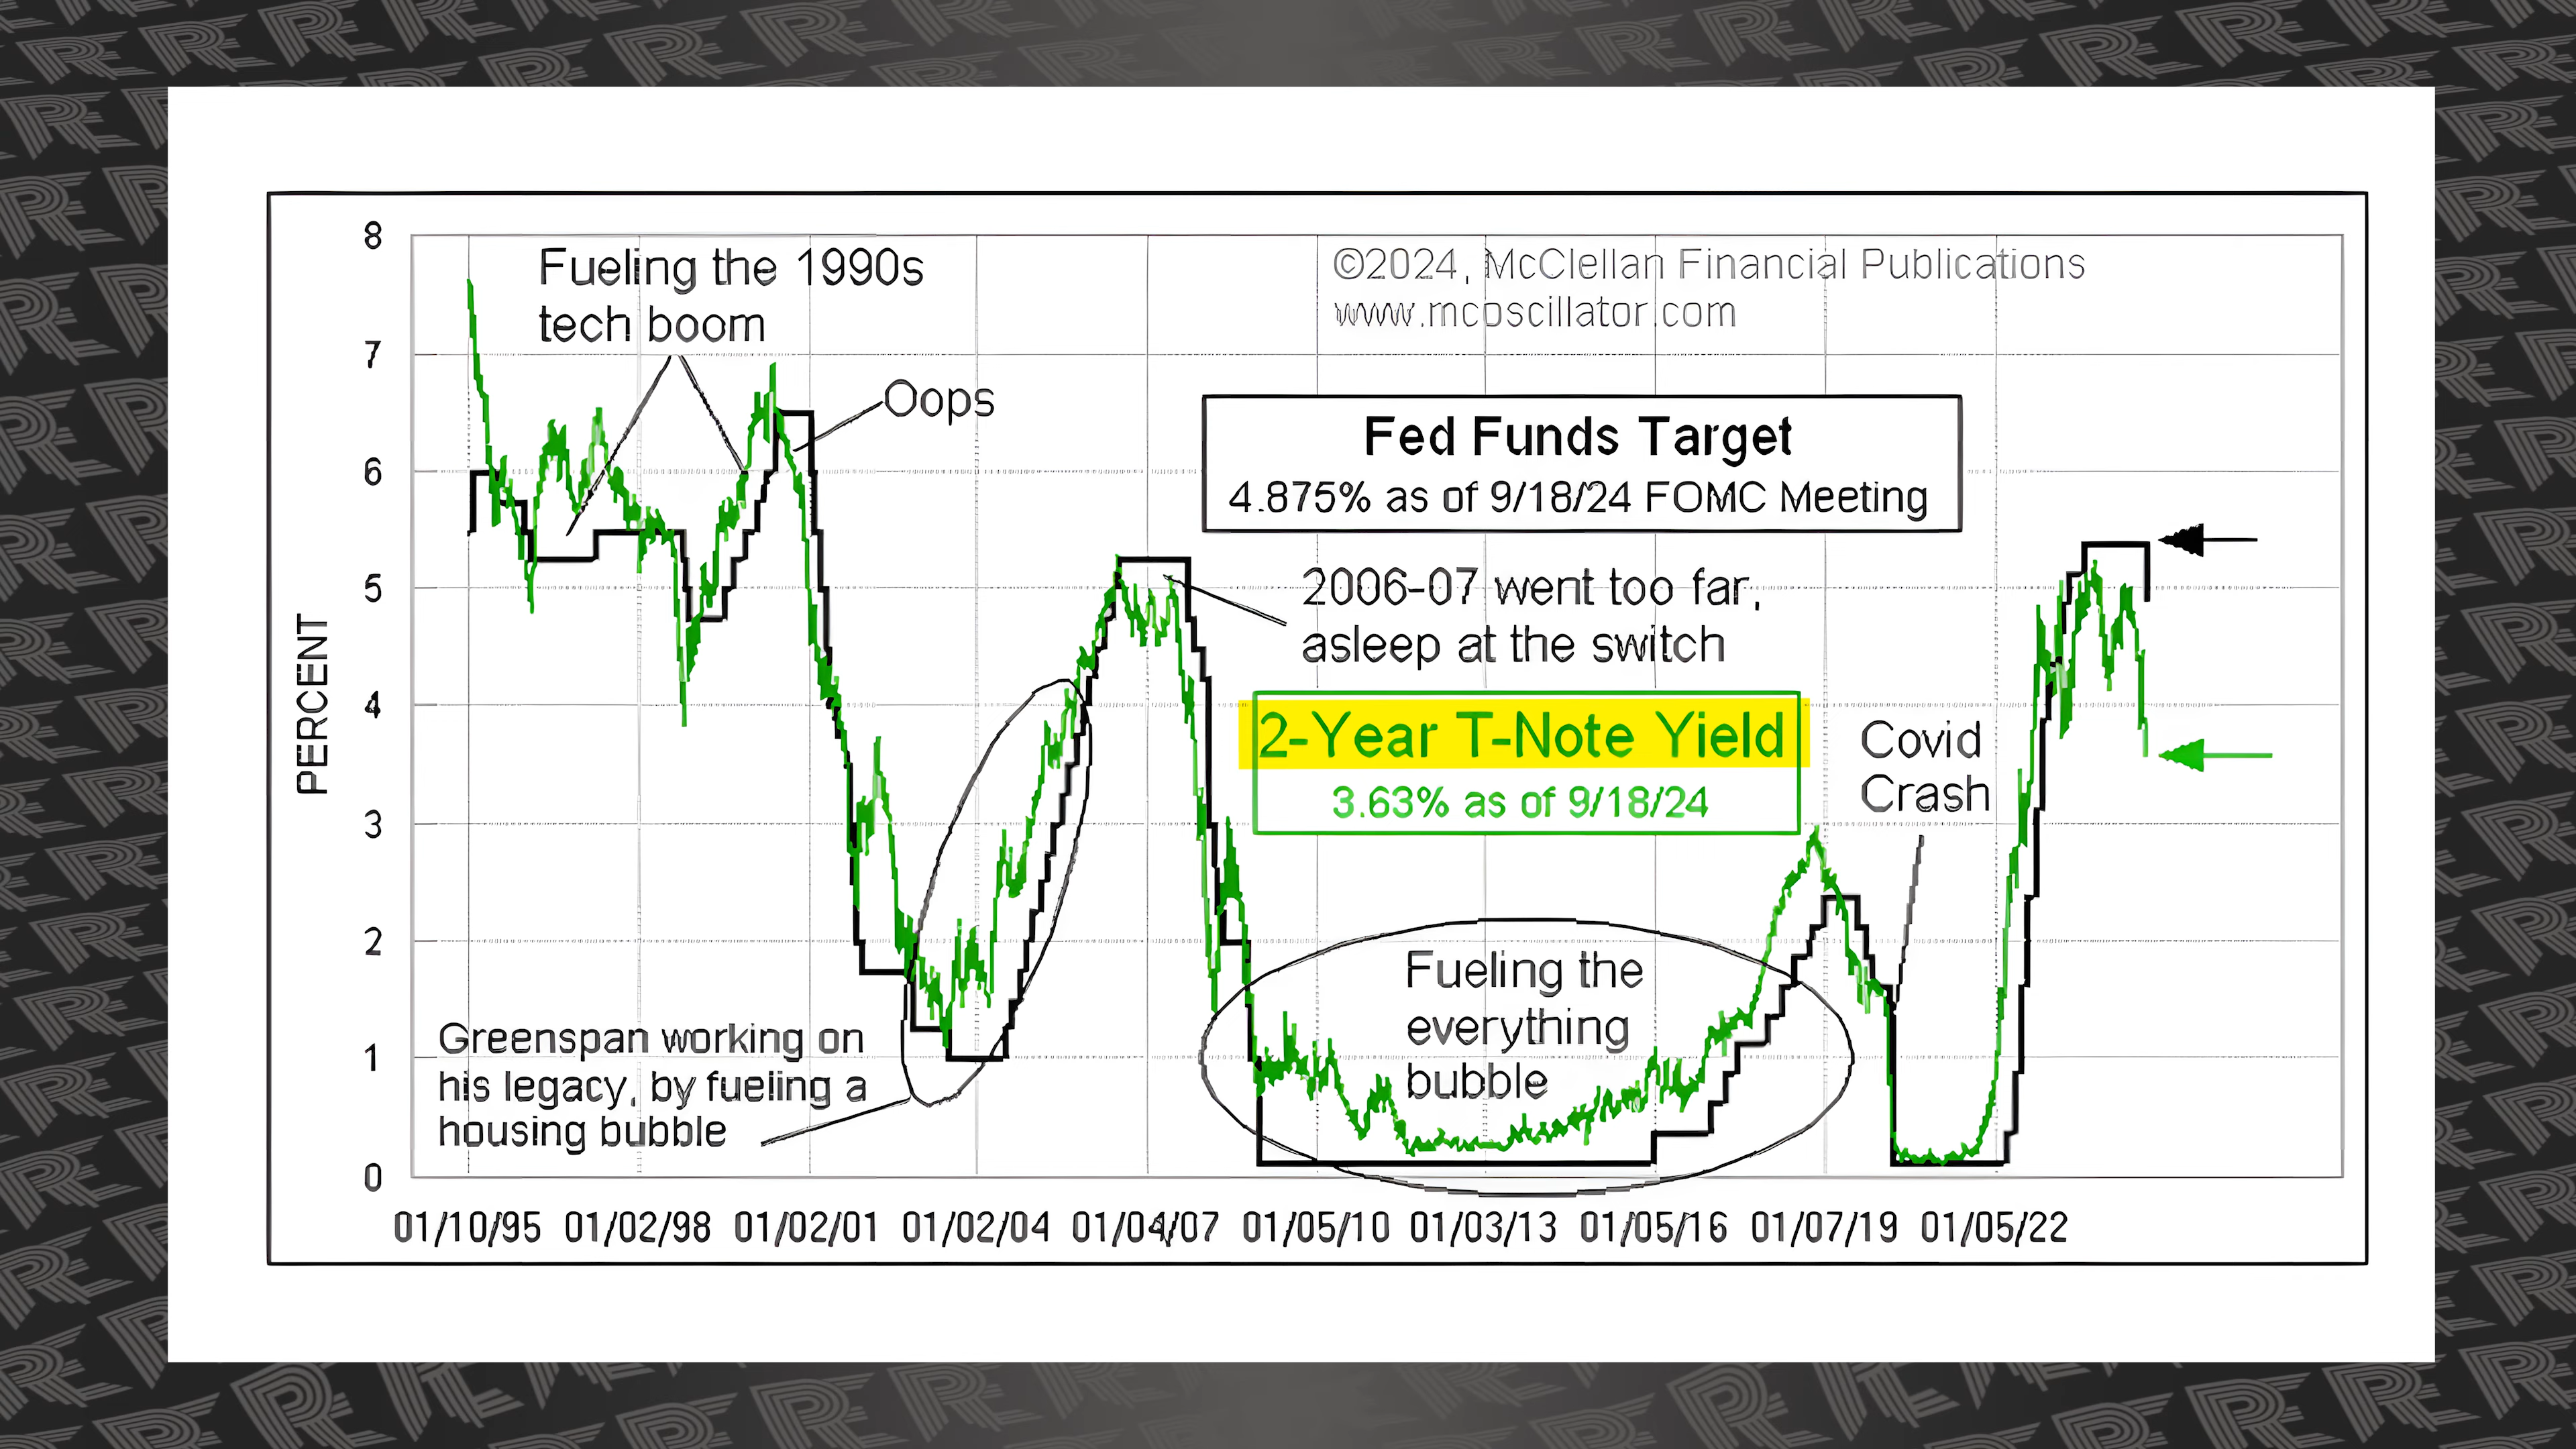 8
Fueling the 1990s
tech boom
©2024, McClellan Financial Publications
www.mcoscillator.com
7
Oops
Fed Funds Target
4.875% as of 9/18/24 FOMC Meeting
6
5
2006-07 went too far,
asleep at the switch
PERCENT
4
2-Year T-Note Yield
3.63% as of 9/18/24
Covid
Crash
3
2
Fueling the
everything
bubble
Greenspan working on
his legacy, by fueling a
housing bubble
1
0
01/10/95 01/02/98 01/02/01 01/02/04 01/04/07 01/05/10 01/03/13 01/05/16 01/07/19 01/05/22